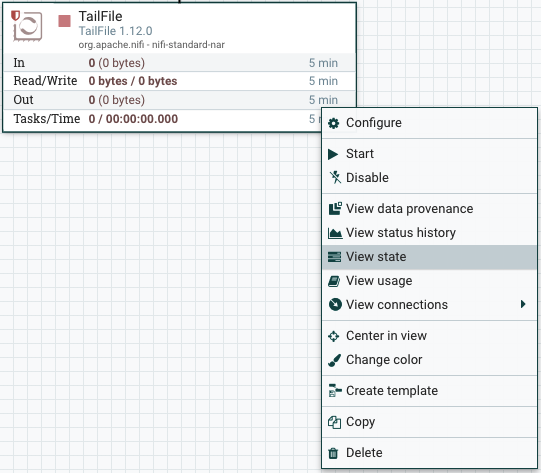 TailFile
TailFile 1.12.0
org.apache.nifi - nifi-standard-nar
In 0 (0 bytes) 5 min
Read/Write 0 bytes / 0 bytes 5 min
Out 0 (0 bytes) 5 min
Tasks/Time 0 / 00:00:00.000 5
Configure
Start
Disable
View data provenance
View status history
View state
View usage
View connections
Center in view
Change color
Create template
Copy
Delete